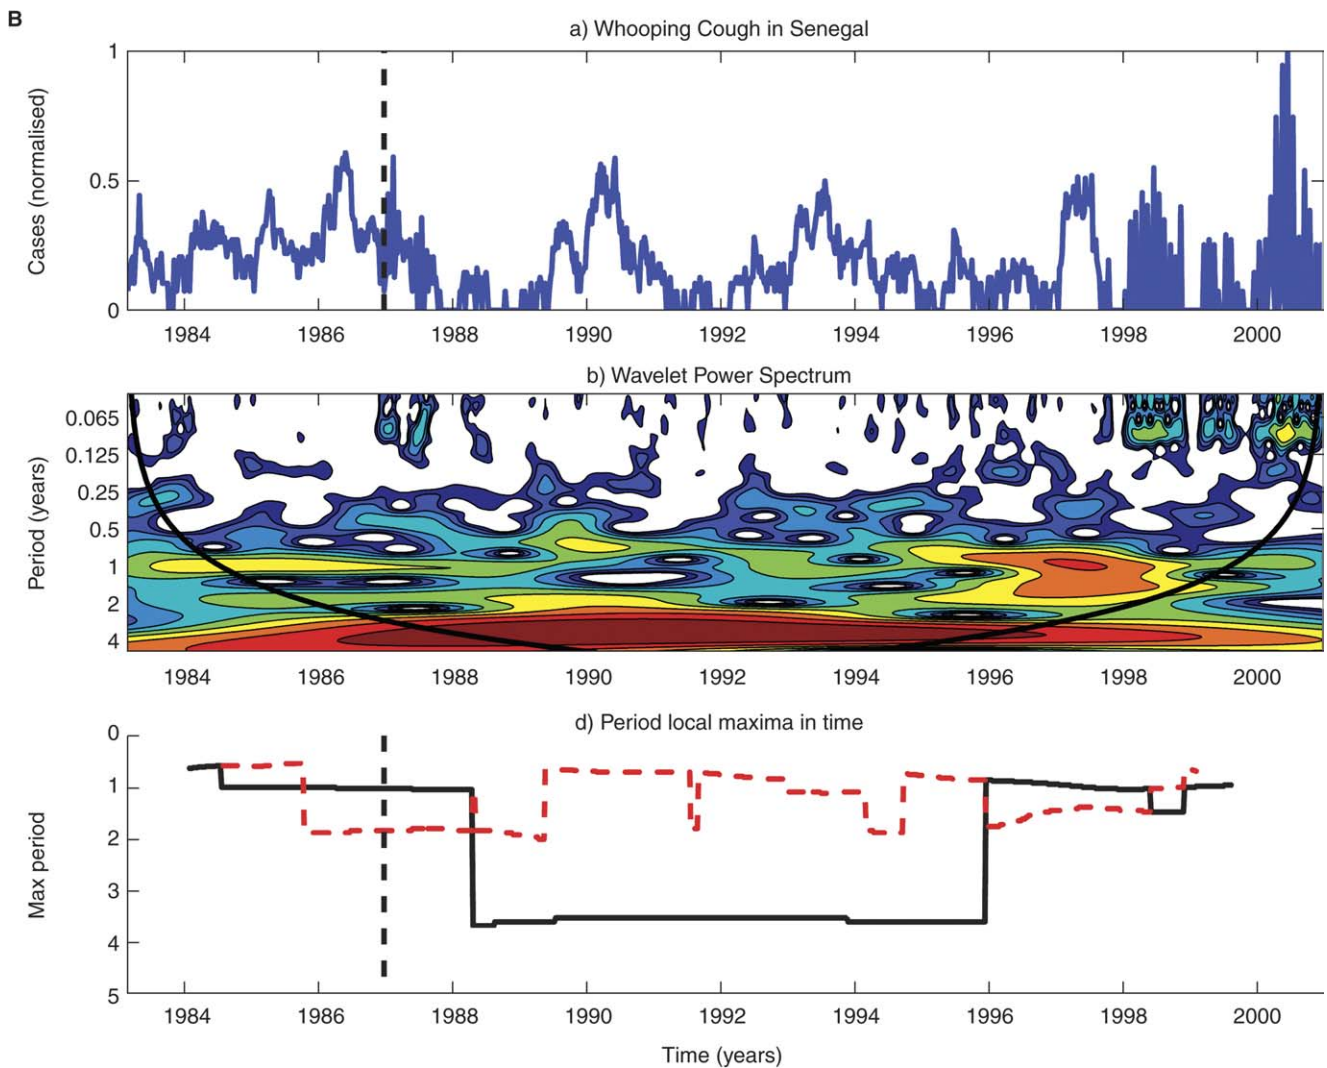 B
a) Whooping Cough in Senegal
Cases (normalised)
1
0.5
0
1984 1986 1988 1990 1992 1994 1996 1998 2000
b) Wavelet Power Spectrum
Period (years)
0.065
0.125
0.25
0.5
1
2
4
1984 1986 1988 1990 1992 1994 1996 1998 2000
d) Period local maxima in time
Max period
0
1
2
3
4
5
1984 1986 1988 1990 1992 1994 1996 1998 2000
Time (years)